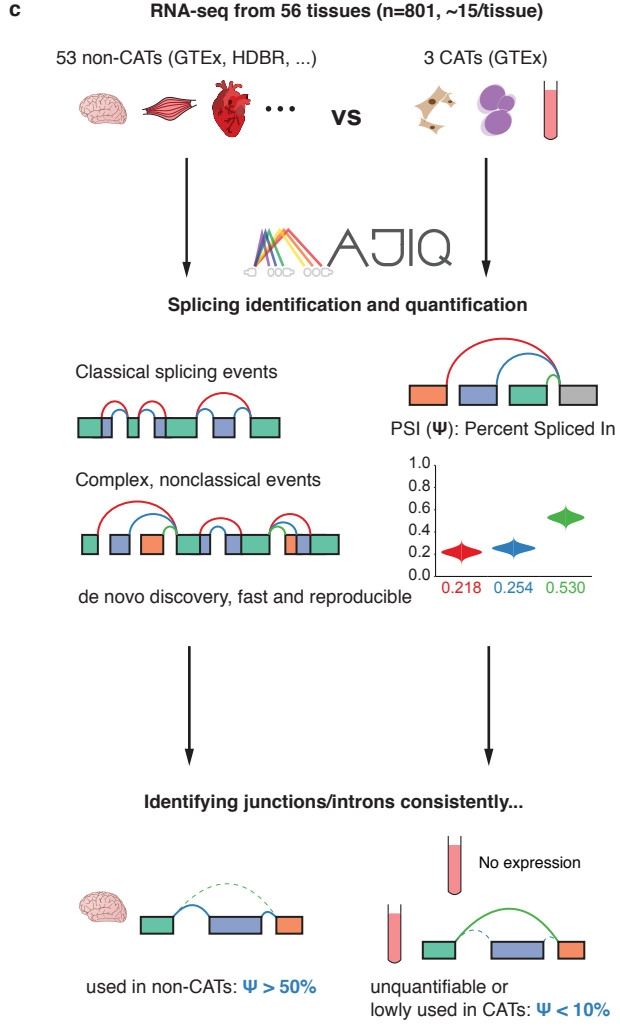 c
RNA-seq from 56 tissues (n=801, ~15/tissue)
53 non-CATs (GTEx, HDBR, ...)
3 CATs (GTEx)
...
vs
MAJIQ
Splicing identification and quantification
Classical splicing events
PSI (Ψ): Percent Spliced In
Complex, nonclassical events
1.0
0.8
0.6
0.4
0.2
0.0
0.218 0.254 0.530
de novo discovery, fast and reproducible
Identifying junctions/introns consistently...
No expression
used in non-CATs: Ψ > 50%
unquantifiable or
lowly used in CATs: Ψ < 10%